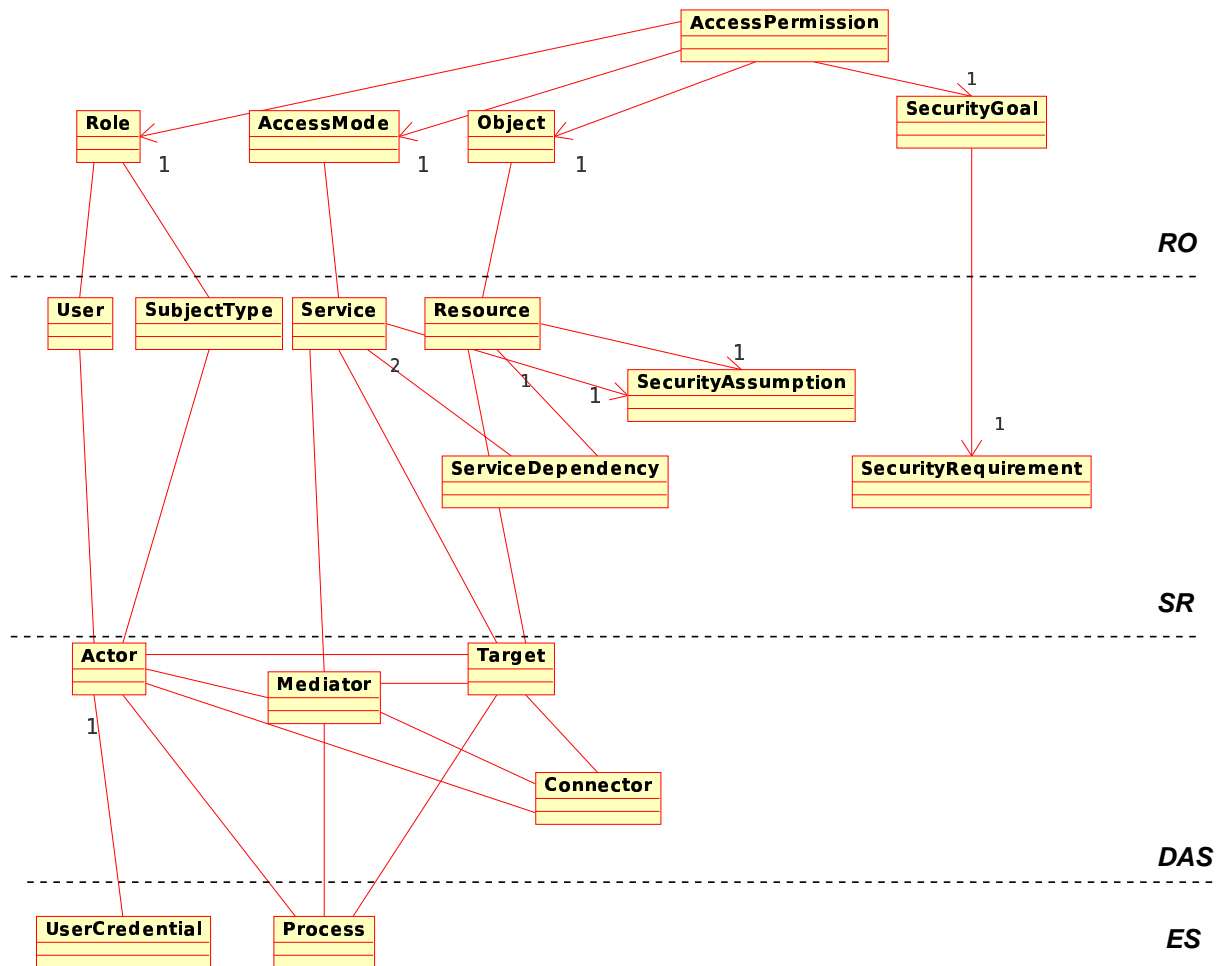 AccessPermission
1
SecurityGoal
Role
AccessMode
Object
1
1
1
RO
User
SubjectType
Service
Resource
1
2
1
SecurityAssumption
1
1
ServiceDependency
SecurityRequirement
SR
Actor
Target
Mediator
1
Connector
DAS
UserCredential
Process
ES